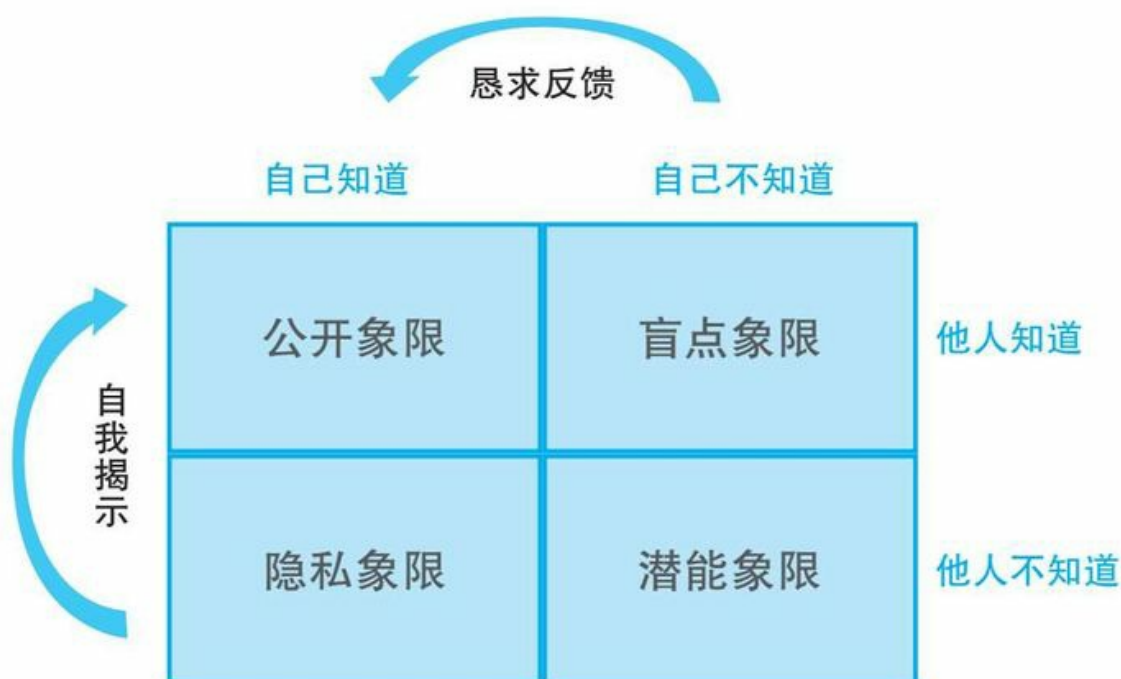 恳求反馈
自己知道 自己不知道
公开象限 盲点象限 他人知道
自我揭示
隐私象限 潜能象限 他人不知道